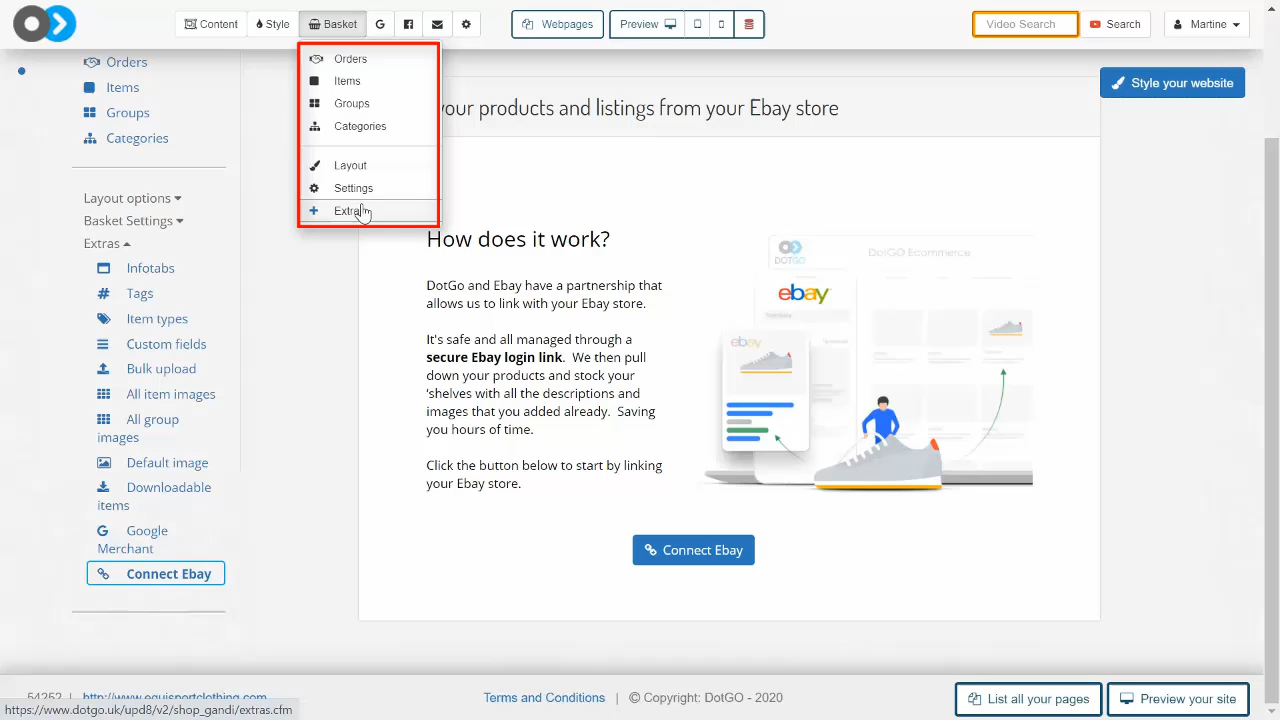 Content
Style
Basket
Webpages
Preview
Video Search
Search
Martine
Orders
Items
Groups
Categories
Layout
Settings
Extra
Style your website
your products and listings from your Ebay store
Orders
Items
Groups
Categories
Layout options
Basket Settings
Extras
Infotabs
Tags
Item types
Custom fields
Bulk upload
All item images
All group
images
Default image
Downloadable
items
Google
Merchant
Connect Ebay
How does it work?
DotGo and Ebay have a partnership that
allows us to link with your Ebay store.
It's safe and all managed through a
secure Ebay login link. We then pull
down your products and stock your
'shelves with all the descriptions and
images that you added already. Saving
you hours of time.
Click the button below to start by linking
your Ebay store.
DOTGO
DotGO Ecommerce
ebay
ebay
Connect Ebay
54252 | http://www.equisportclothing.com
https://www.dotgo.uk/upd8/v2/shop_gandi/extras.cfm
Terms and Conditions | © Copyright: DotGO - 2020
List all your pages
Preview your site